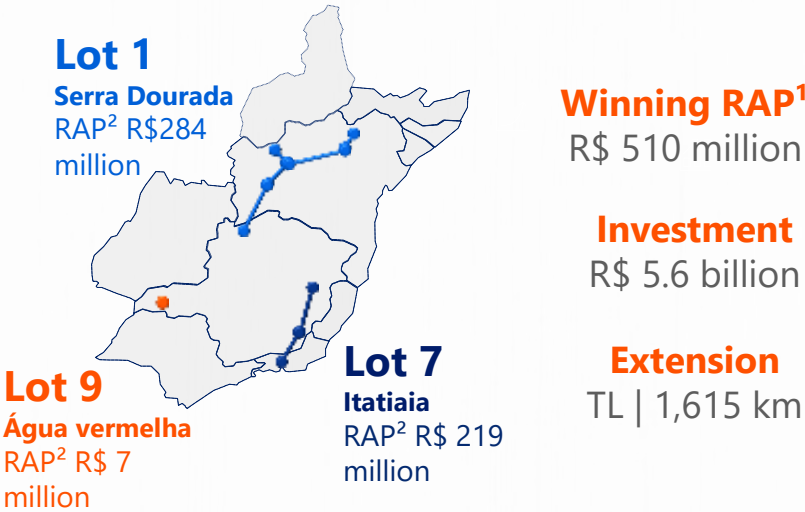 Lot 1
Serra Dourada
RAP² R$284
million
Winning RAP¹
R$ 510 million
Investment
R$ 5.6 billion
Extension
TL | 1,615 km
Lot 7
Itatiaia
RAP² R$ 219
million
Lot 9
Água vermelha
RAP² R$ 7
million